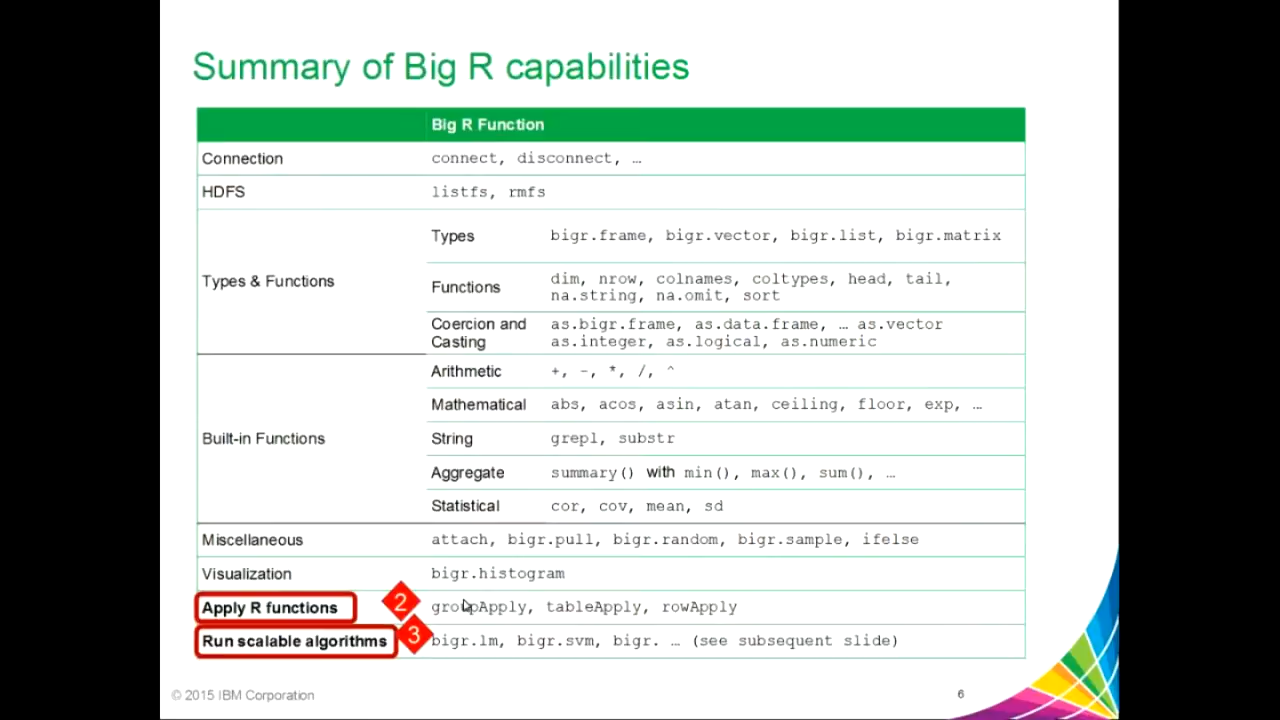 Summary of Big R capabilities
Big R Function
Connection connect, disconnect, …
HDFS listfs, rmfs
Types & Functions
Types bigr.frame, bigr.vector, bigr.list, bigr.matrix
Functions dim, nrow, colnames, coltypes, head, tail,
na.string, na.omit, sort
Coercion and Casting as.bigr.frame, as.data.frame, … as.vector
as.integer, as.logical, as.numeric
Built-in Functions
Arithmetic +, -, *, /, ^
Mathematical abs, acos, asin, atan, ceiling, floor, exp, …
String grepl, substr
Aggregate summary() with min(), max(), sum(), …
Statistical cor, cov, mean, sd
Miscellaneous attach, bigr.pull, bigr.random, bigr.sample, ifelse
Visualization bigr.histogram
Apply R functions 2 groupApply, tableApply, rowApply
Run scalable algorithms 3 bigr.lm, bigr.svm, bigr. … (see subsequent slide)
© 2015 IBM Corporation 6